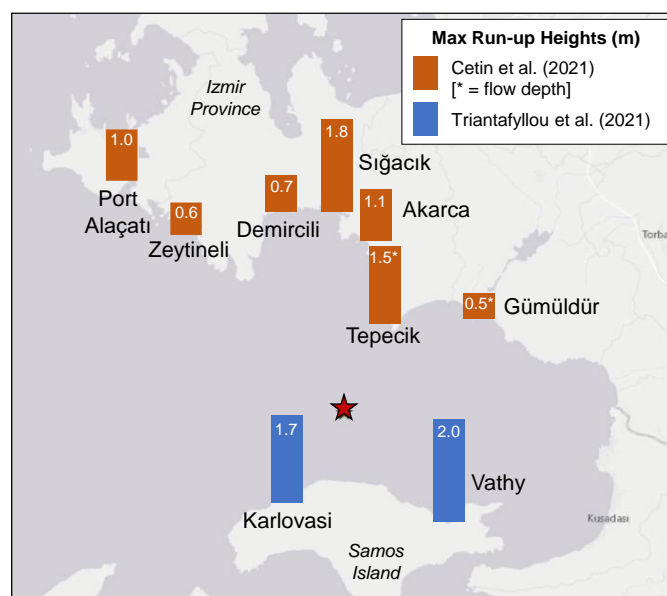 Max Run-up Heights (m)
Cetin et al. (2021)
[* = flow depth]
Triantafyllou et al. (2021)
Izmir
Province
1.0
Port
Alaçatı
0.6
Zeytineli
0.7
Demircili
1.8
Sığacık
1.1
Akarca
1.5*
Tepecik
0.5*
Gümüldür
Torba
1.7
Karlovasi
2.0
Vathy
Samos
Island
Kusadasi